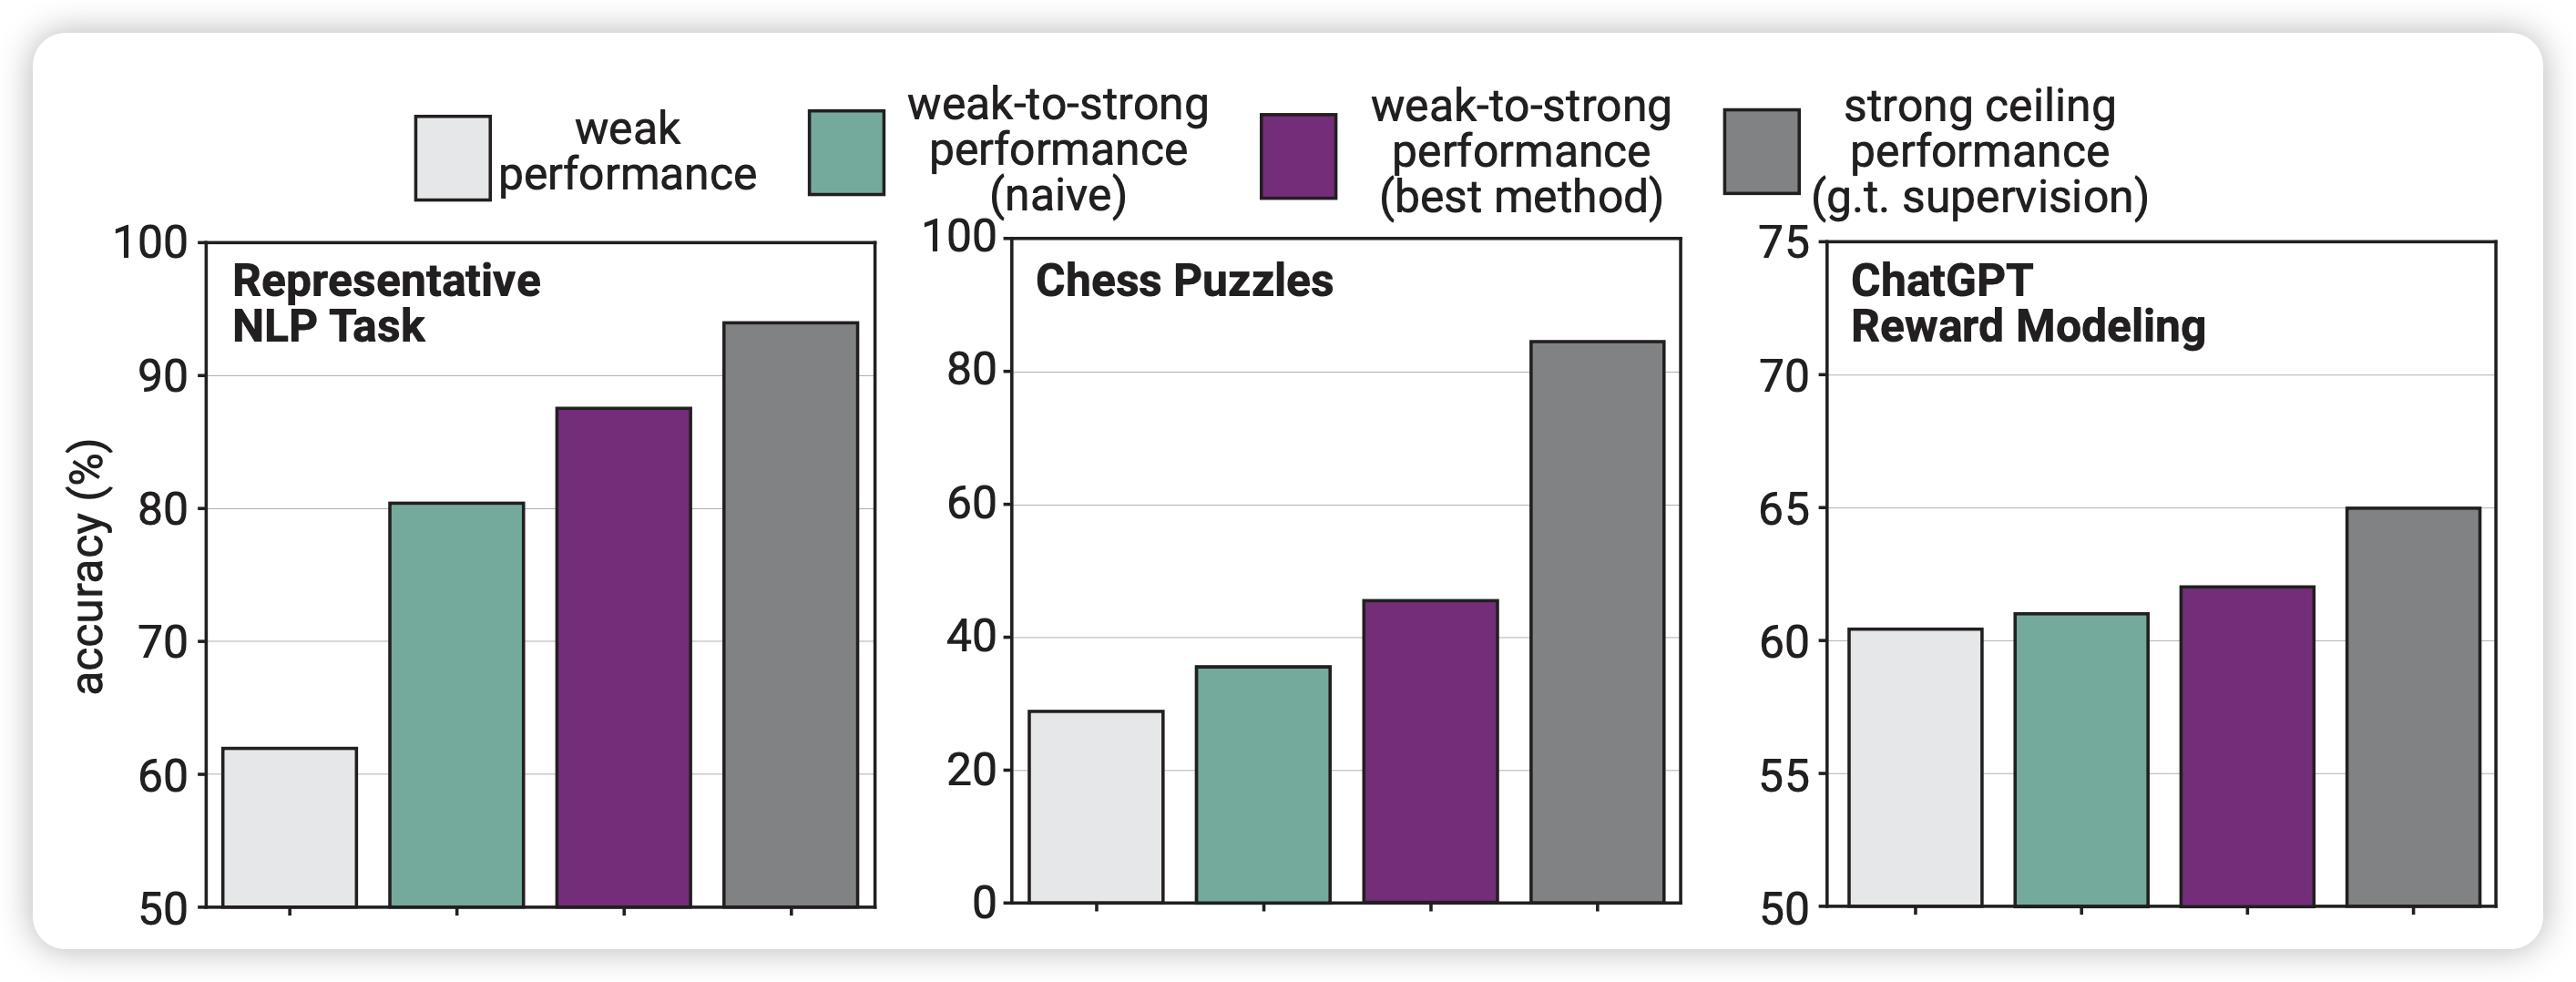 weak
performance
weak-to-strong
performance
(naive)
weak-to-strong
performance
(best method)
strong ceiling
performance
(g.t. supervision)
accuracy (%)
Representative
NLP Task
100
90
80
70
60
50
Chess Puzzles
100
80
60
40
20
0
ChatGPT
Reward Modeling
75
70
65
60
55
50